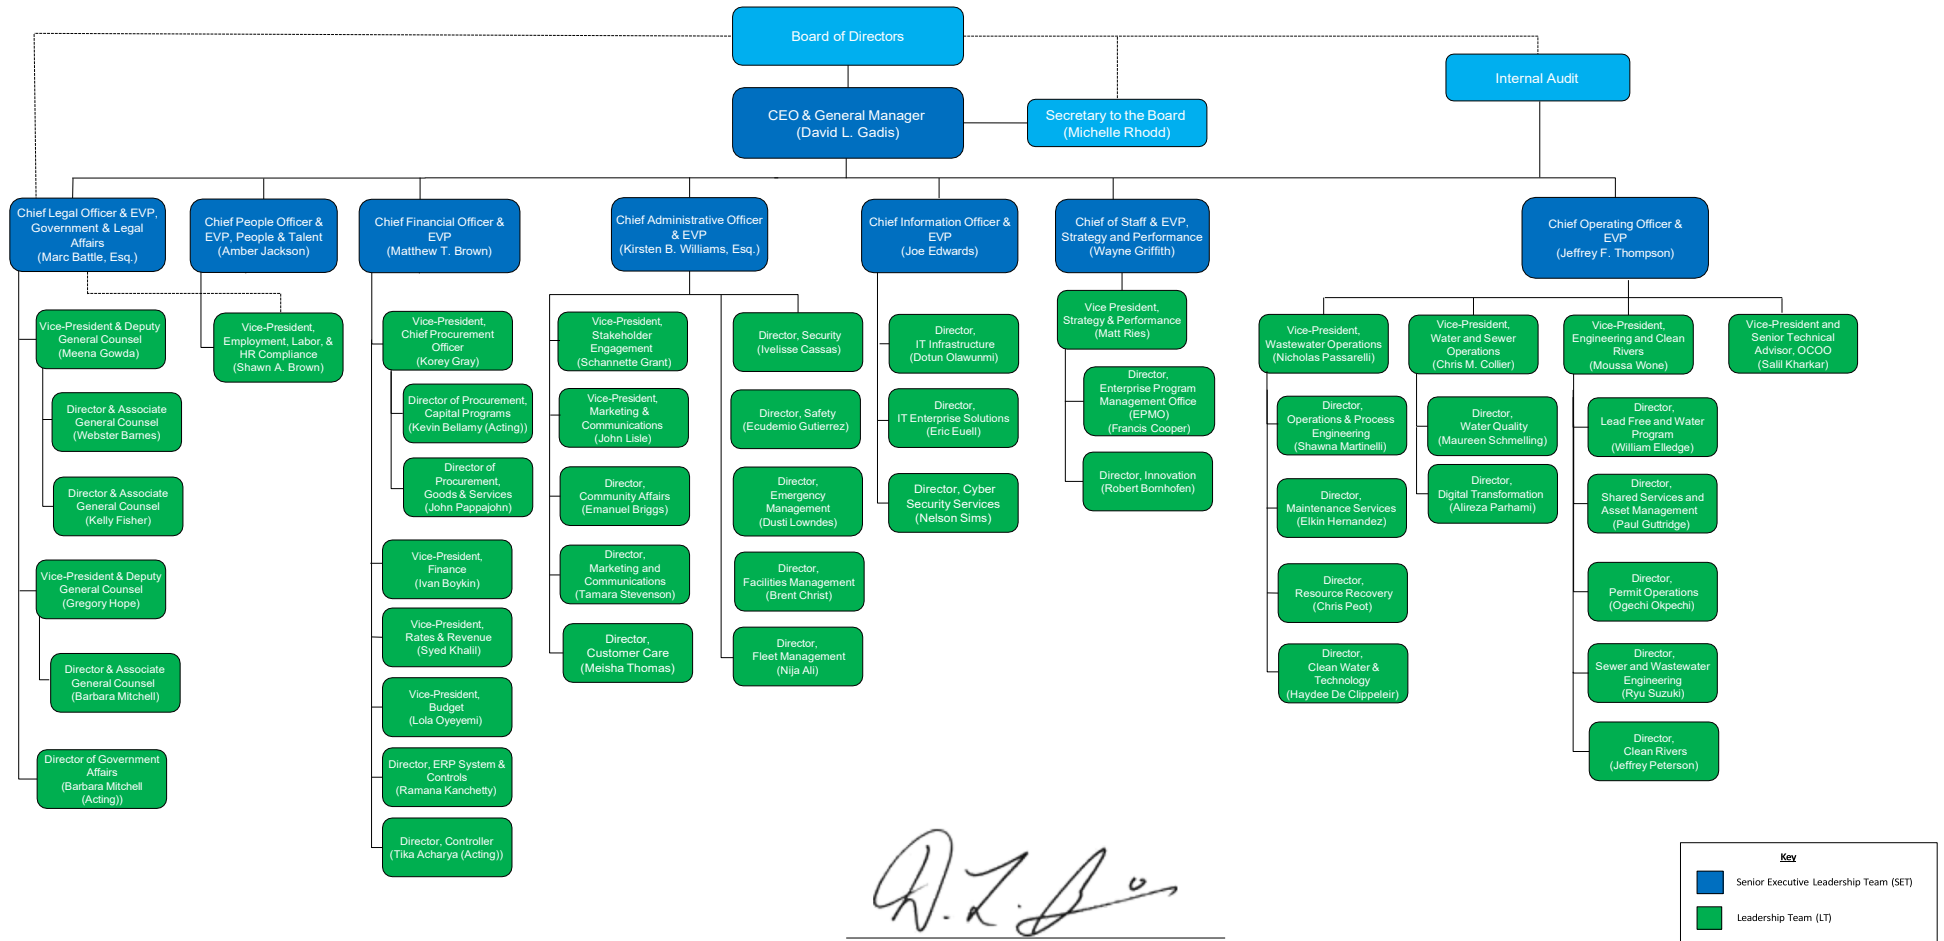 Board of Directors
Internal Audit
CEO & General Manager
(David L. Gadis)
Secretary to the Board
(Michelle Rhodd)
Chief Legal Officer & EVP,
Government & Legal
Affairs
(Marc Battle, Esq.)
Chief People Officer &
EVP, People & Talent
(Amber Jackson)
Chief Financial Officer &
EVP
(Matthew T. Brown)
Chief Administrative Officer
& EVP
(Kirsten B. Williams, Esq.)
Chief Information Officer &
EVP
(Joe Edwards)
Chief of Staff & EVP,
Strategy and Performance
(Wayne Griffith)
Chief Operating Officer &
EVP
(Jeffrey F. Thompson)
Vice-President & Deputy
General Counsel
(Meena Gowda)
Director & Associate
General Counsel
(Webster Barnes)
Director & Associate
General Counsel
(Kelly Fisher)
Vice-President & Deputy
General Counsel
(Gregory Hope)
Director & Associate
General Counsel
(Barbara Mitchell)
Director of Government
Affairs
(Barbara Mitchell
(Acting))
Vice-President,
Employment, Labor, &
HR Compliance
(Shawn A. Brown)
Vice-President,
Chief Procurement
Officer
(Korey Gray)
Director of Procurement,
Capital Programs
(Kevin Bellamy (Acting))
Director of
Procurement,
Goods & Services
(John Pappajohn)
Vice-President,
Finance
(Ivan Boykin)
Vice-President,
Rates & Revenue
(Syed Khalil)
Vice-President,
Budget
(Lola Oyeyemi)
Director, ERP System &
Controls
(Ramana Kanchetty)
Director, Controller
(Tika Acharya (Acting))
Vice-President,
Stakeholder
Engagement
(Schannette Grant)
Vice-President,
Marketing &
Communications
(John Lisle)
Director,
Community Affairs
(Emanuel Briggs)
Director,
Marketing and
Communications
(Tamara Stevenson)
Director,
Customer Care
(Meisha Thomas)
Director, Security
(Ivelisse Cassas)
Director, Safety
(Ecudemio Gutierrez)
Director,
Emergency
Management
(Dusti Lowndes)
Director,
Facilities Management
(Brent Christ)
Director,
Fleet Management
(Nija Ali)
Director,
IT Infrastructure
(Dotun Olawunmi)
Director,
IT Enterprise Solutions
(Eric Euell)
Director, Cyber
Security Services
(Nelson Sims)
Vice President,
Strategy & Performance
(Matt Ries)
Director,
Enterprise Program
Management Office
(EPMO)
(Francis Cooper)
Director, Innovation
(Robert Bomhofen)
Vice-President,
Wastewater Operations
(Nicholas Passarelli)
Director,
Operations & Process
Engineering
(Shawna Martinelli)
Director,
Maintenance Services
(Elkin Hernandez)
Director,
Resource Recovery
(Chris Peot)
Director,
Clean Water &
Technology
(Haydee De Clippeleir)
Vice-President,
Water and Sewer
Operations
(Chris M. Collier)
Director,
Water Quality
(Maureen Schmelling)
Director,
Digital Transformation
(Alireza Parhami)
Vice-President,
Engineering and Clean
Rivers
(Moussa Wone)
Director,
Lead Free and Water
Program
(William Elledge)
Director,
Shared Services and
Asset Management
(Paul Guttridge)
Director,
Permit Operations
(Ogechi Okpechi)
Director,
Sewer and Wastewater
Engineering
(Ryu Suzuki)
Director,
Clean Rivers
(Jeffrey Peterson)
Vice-President and
Senior Technical
Advisor, OCOO
(Salil Kharkar)
Key
Senior Executive Leadership Team (SET)
Leadership Team (LT)